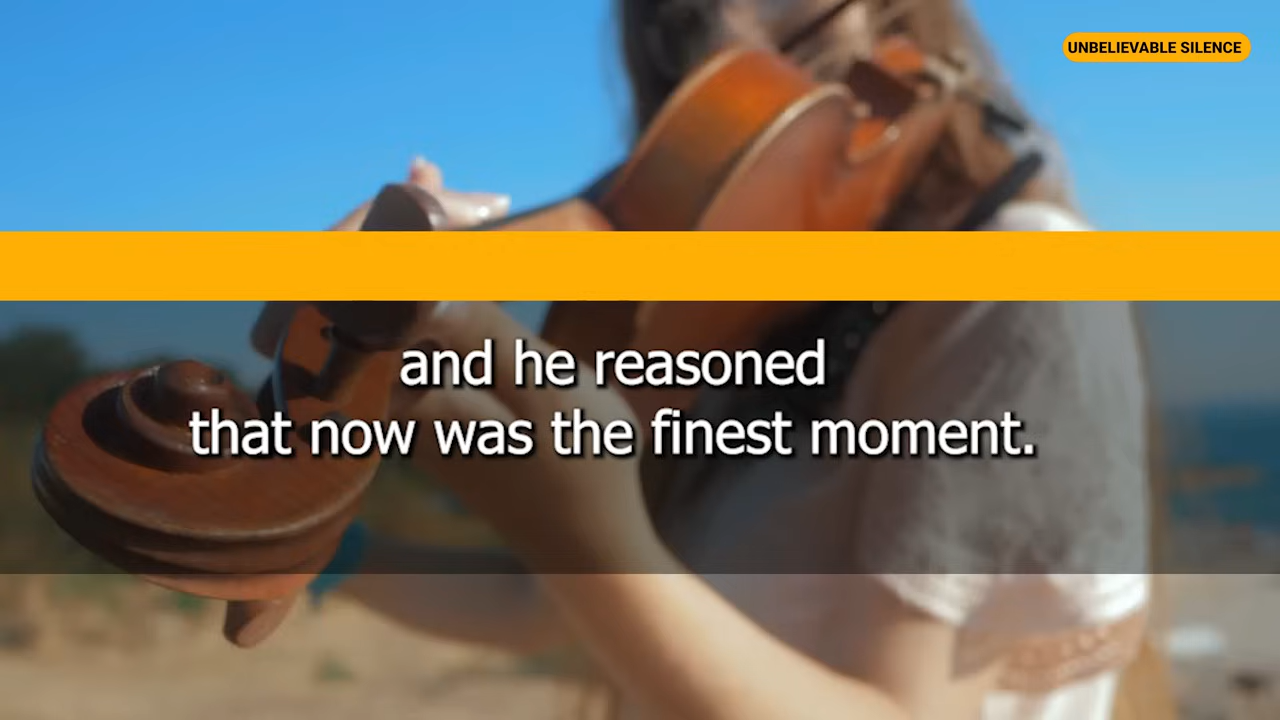 UNBELIEVABLE SILENCE
and he reasoned
that now was the finest moment.